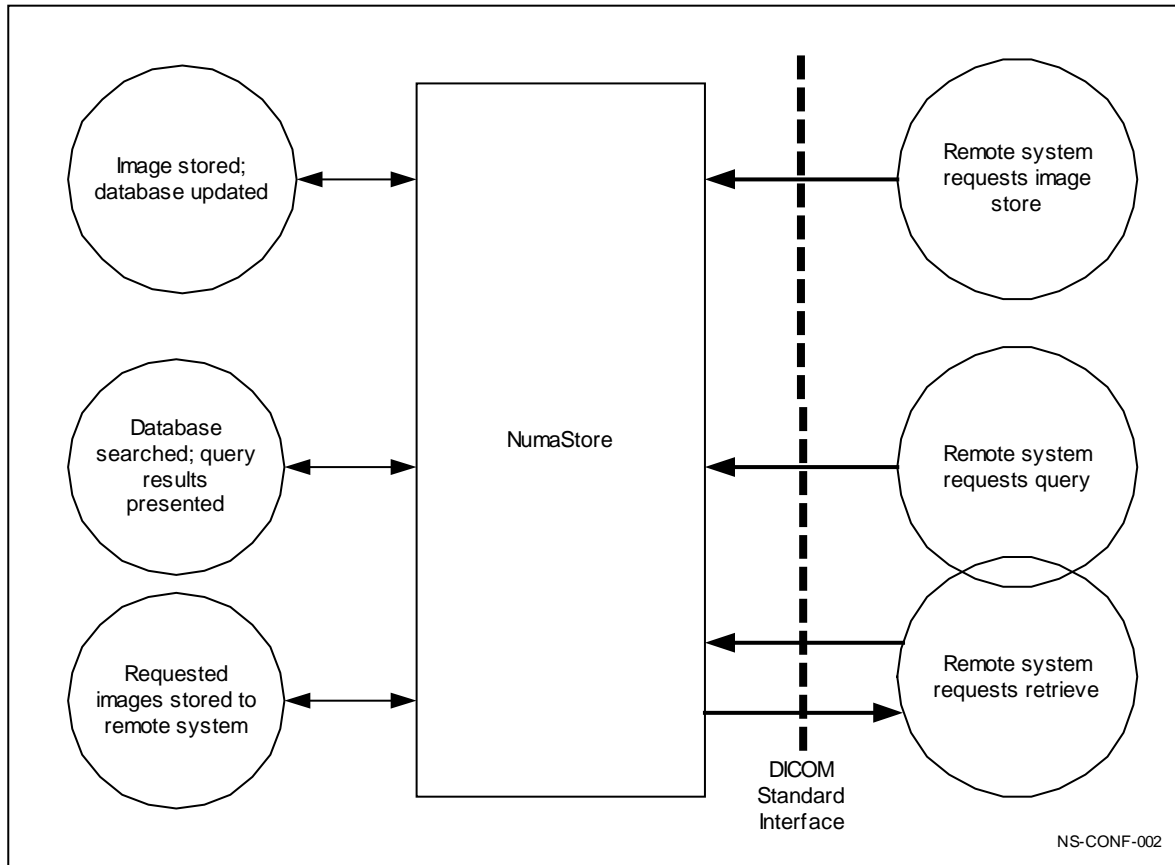 Image stored;
database updated
Remote system
requests image
store
Database
searched; query
results
presented
NumaStore
Remote system
requests query
Requested
images stored to
remote system
Remote system
requests retrieve
DICOM
Standard
Interface
NS-CONF-002